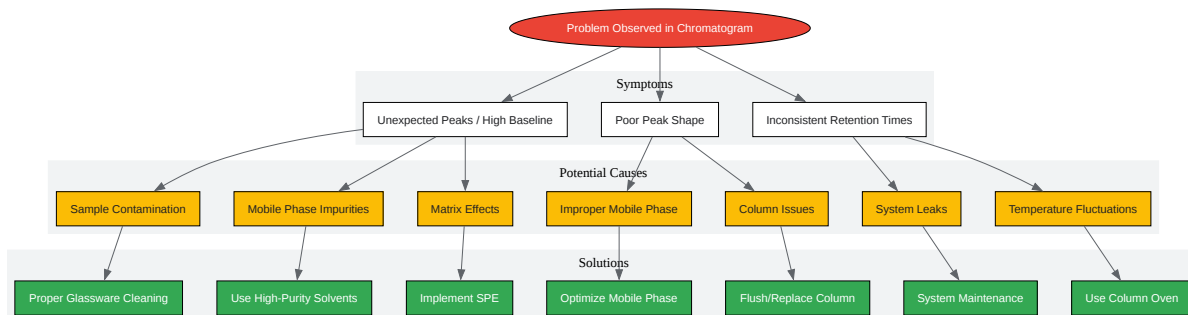 Problem Observed in Chromatogram
Symptoms
Unexpected Peaks / High Baseline
Poor Peak Shape
Inconsistent Retention Times
Potential Causes
Sample Contamination
Mobile Phase Impurities
Matrix Effects
Improper Mobile Phase
Column Issues
System Leaks
Temperature Fluctuations
Solutions
Proper Glassware Cleaning
Use High-Purity Solvents
Implement SPE
Optimize Mobile Phase
Flush/Replace Column
System Maintenance
Use Column Oven